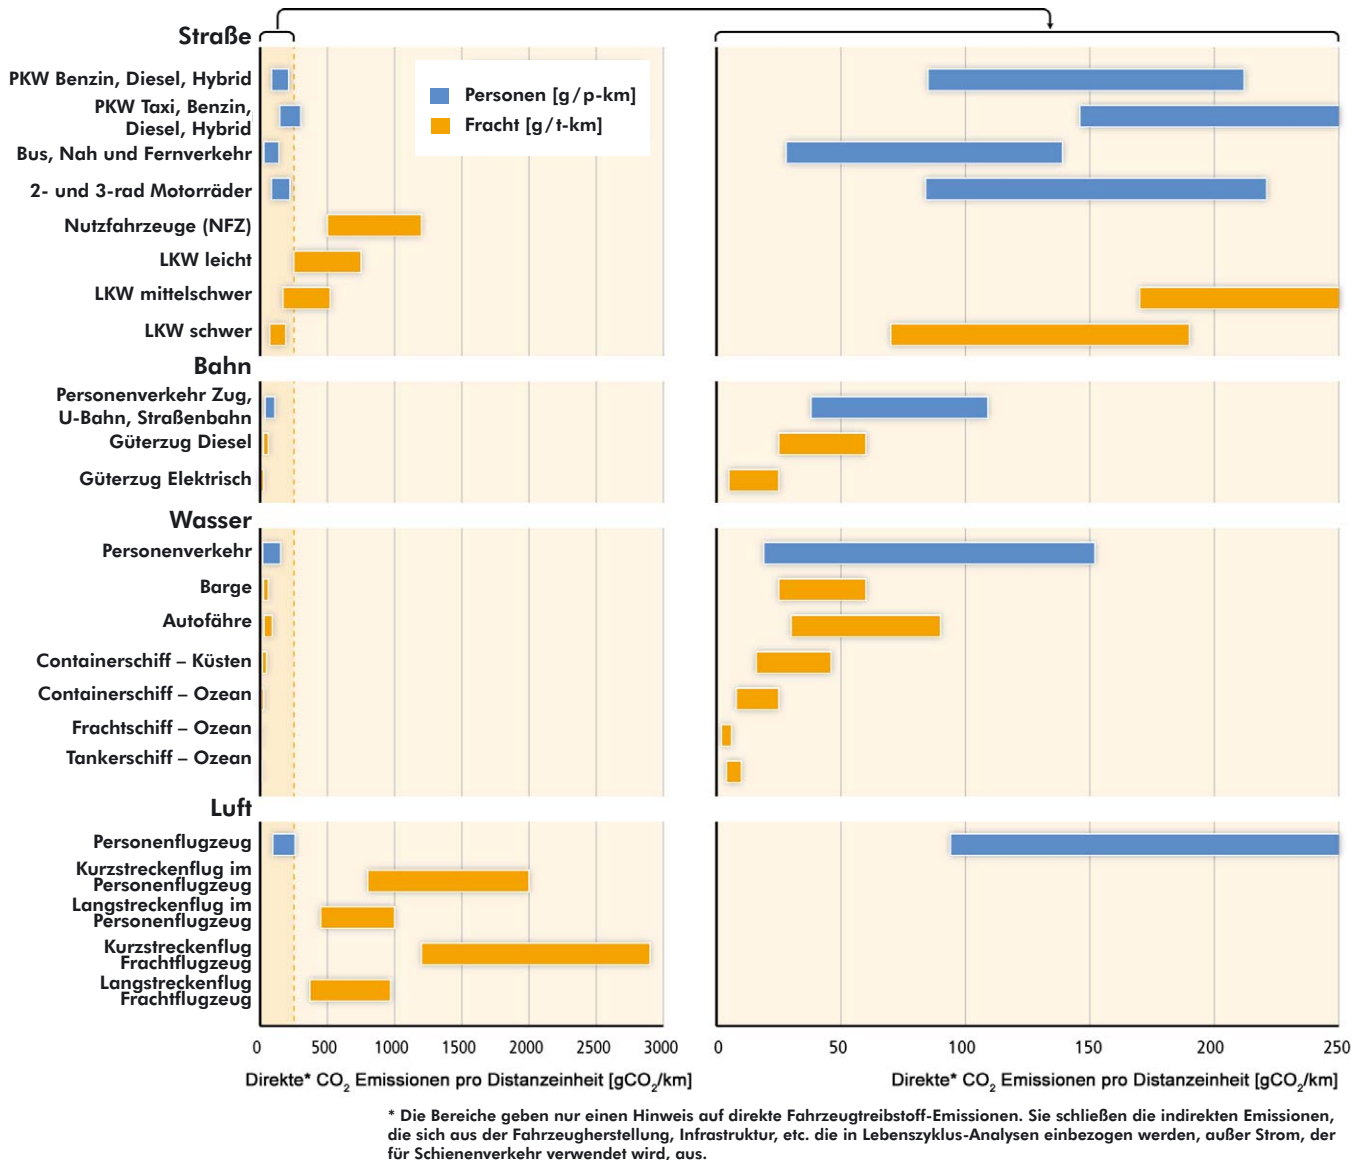 Straße
PKW Benzin, Diesel, Hybrid
PKW Taxi, Benzin,
Diesel, Hybrid
Bus, Nah und Fernverkehr
2- und 3-rad Motorräder
Nutzfahrzeuge (NFZ)
LKW leicht
LKW mittelschwer
LKW schwer
Personen [g/p-km]
Fracht [g/t-km]
Bahn
Personenverkehr Zug,
U-Bahn, Straßenbahn
Güterzug Diesel
Güterzug Elektrisch
Wasser
Personenverkehr
Barge
Autofähre
Containerschiff – Küsten
Containerschiff – Ozean
Frachtschiff – Ozean
Tankerschiff – Ozean
Luft
Personenflugzeug
Kurzstreckenflug im
Personenflugzeug
Langstreckenflug im
Personenflugzeug
Kurzstreckenflug
Frachtflugzeug
Langstreckenflug
Frachtflugzeug
0 500 1000 1500 2000 2500 3000
Direkte* CO₂ Emissionen pro Distanzeinheit [gCO₂/km]
0 50 100 150 200 250
Direkte* CO₂ Emissionen pro Distanzeinheit [gCO₂/km]
* Die Bereiche geben nur einen Hinweis auf direkte Fahrzeugtreibstoff-Emissionen. Sie schließen die indirekten Emissionen,
die sich aus der Fahrzeugherstellung, Infrastruktur, etc. die in Lebenszyklus-Analysen einbezogen werden, außer Strom, der
für Schienenverkehr verwendet wird, aus.